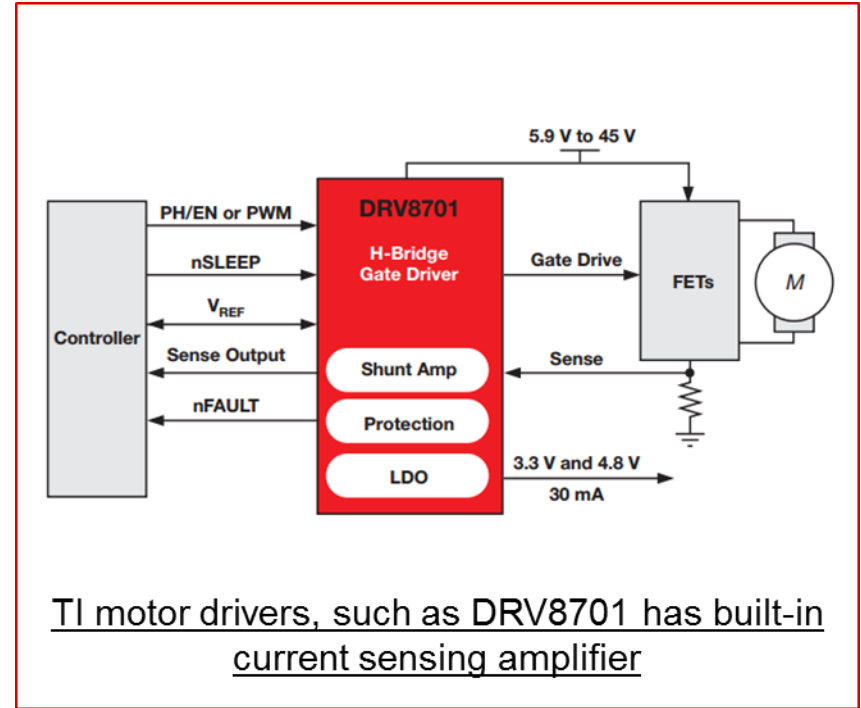 5.9 V to 45 V
DRV8701
H-Bridge
Gate Driver
PH/EN or PWM
nSLEEP
VREF
Controller
Sense Output
nFAULT
Shunt Amp
Protection
LDO
Gate Drive
FETs
M
Sense
3.3 V and 4.8 V
30 mA
TI motor drivers, such as DRV8701 has built-in
current sensing amplifier